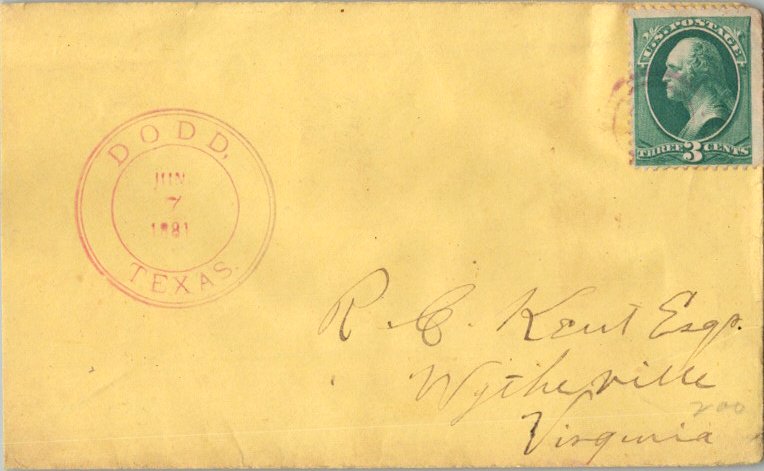 U.S. POSTAGE
THREE 3 CENTS
DODD,
JUN
7
1881
TEXAS.
R. C. Kent Esqr.
Wytheville
Virginia
200